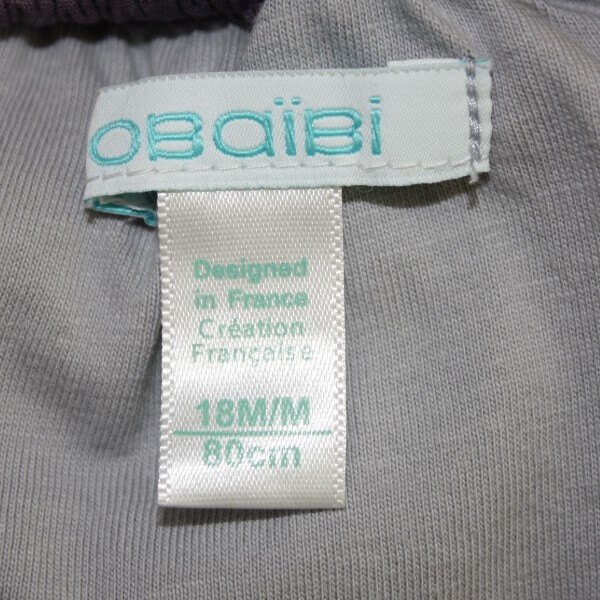 OBAÏBI
Designed
in France
Création
Française
18M/M
80cm